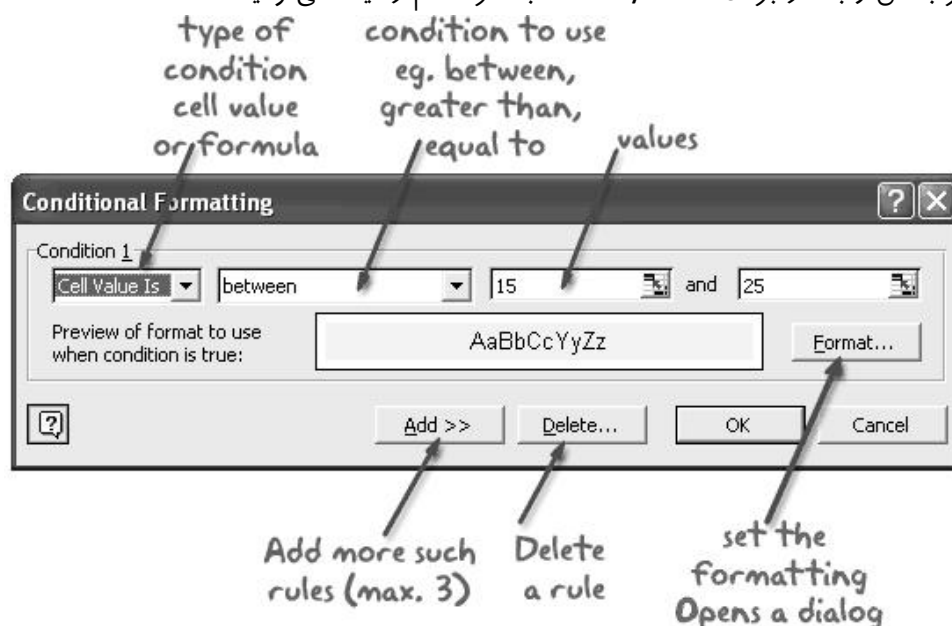 type of
condition
cell value
or formula
condition to use
eg. between,
greater than,
equal to
values
Conditional Formatting
Condition 1
Cell Value Is
between
15
and
25
Preview of format to use
when condition is true:
AaBbCcYyZz
Format...
Add >>
Delete...
OK
Cancel
Add more such
rules (max. 3)
Delete
a rule
set the
formatting
Opens a dialog